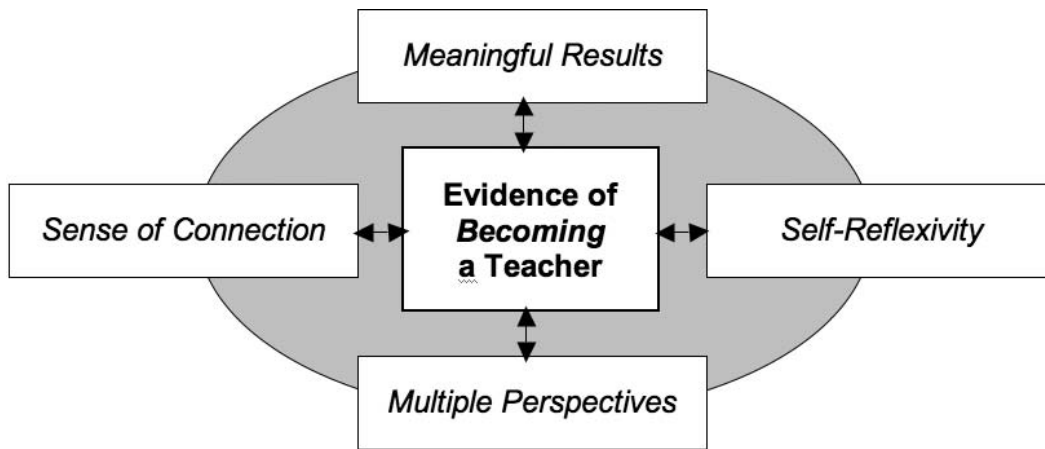 Meaningful Results
Sense of Connection
Evidence of
Becoming
a Teacher
Self-Reflexivity
Multiple Perspectives